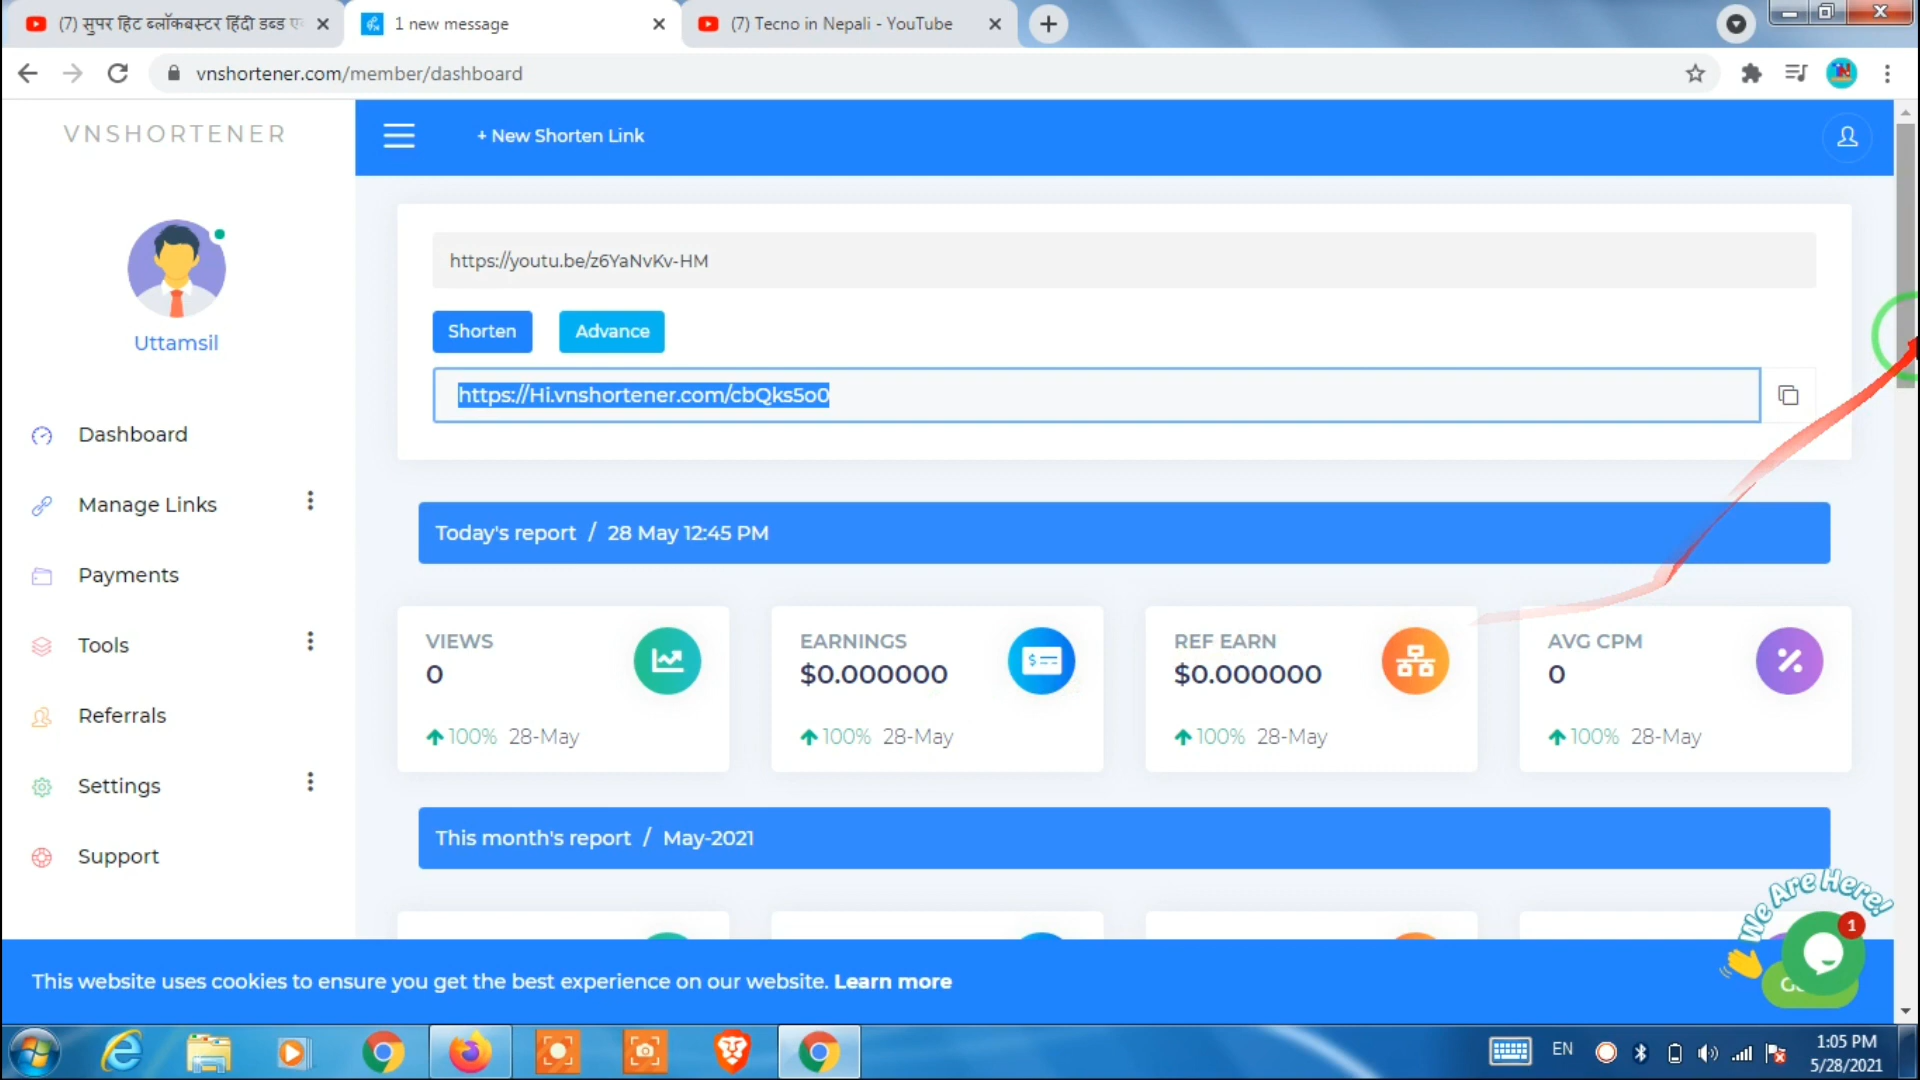 (7) सुपर हिट ब्लॉकबस्टर हिंदी डब्ड
1 new message
(7) Tecno in Nepali - YouTube
vnshortener.com/member/dashboard
VNSHORTENER
+ New Shorten Link
https://youtu.be/z6YaNvKv-HM
Shorten
Advance
Uttamsil
https://Hi.vnshortener.com/cbQks5o0
Dashboard
Manage Links
Payments
Tools
Referrals
Settings
Support
Today's report / 28 May 12:45 PM
VIEWS
0
100% 28-May
EARNINGS
$0.000000
100% 28-May
REF EARN
$0.000000
100% 28-May
AVG CPM
0
100% 28-May
This month's report / May-2021
We Are Here!
1
This website uses cookies to ensure you get the best experience on our website. Learn more
EN
1:05 PM
5/28/2021